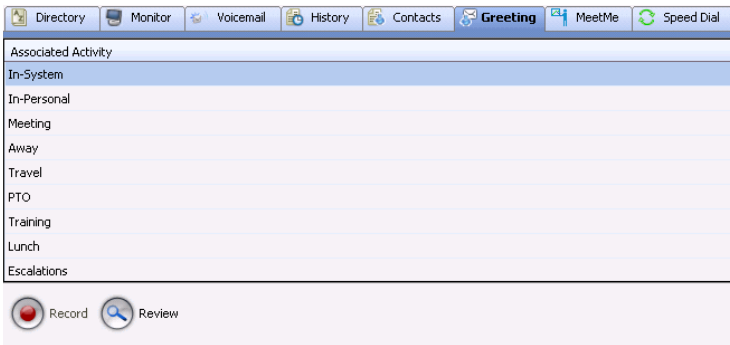 Directory Monitor Voicemail History Contacts Greeting MeetMe Speed Dial
Associated Activity
In-System
In-Personal
Meeting
Away
Travel
PTO
Training
Lunch
Escalations
Record Review